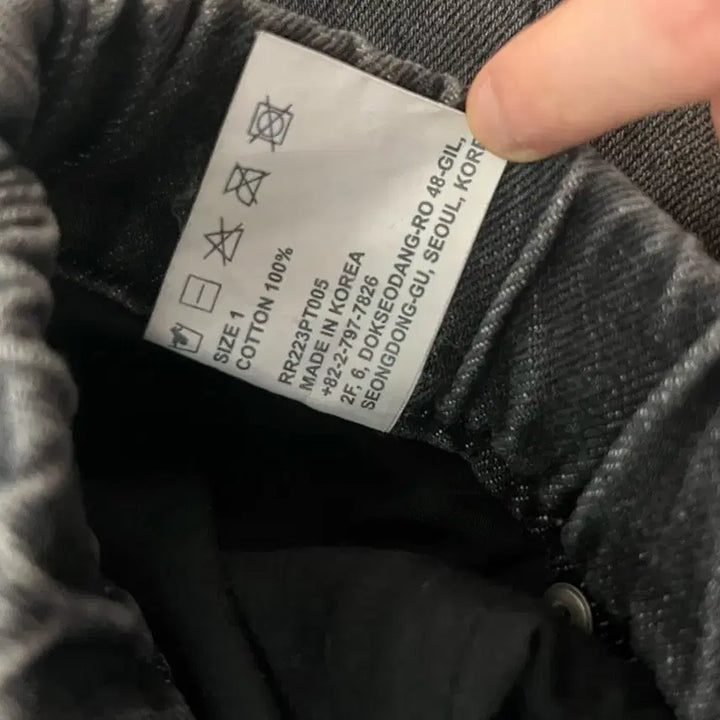 SIZE 1
COTTON 100%
RR223PT005
MADE IN KOREA
+82-2-797-7826
2F, 6, DOKSEODANG-RO 48-GIL,
SEONGDONG-GU, SEOUL,